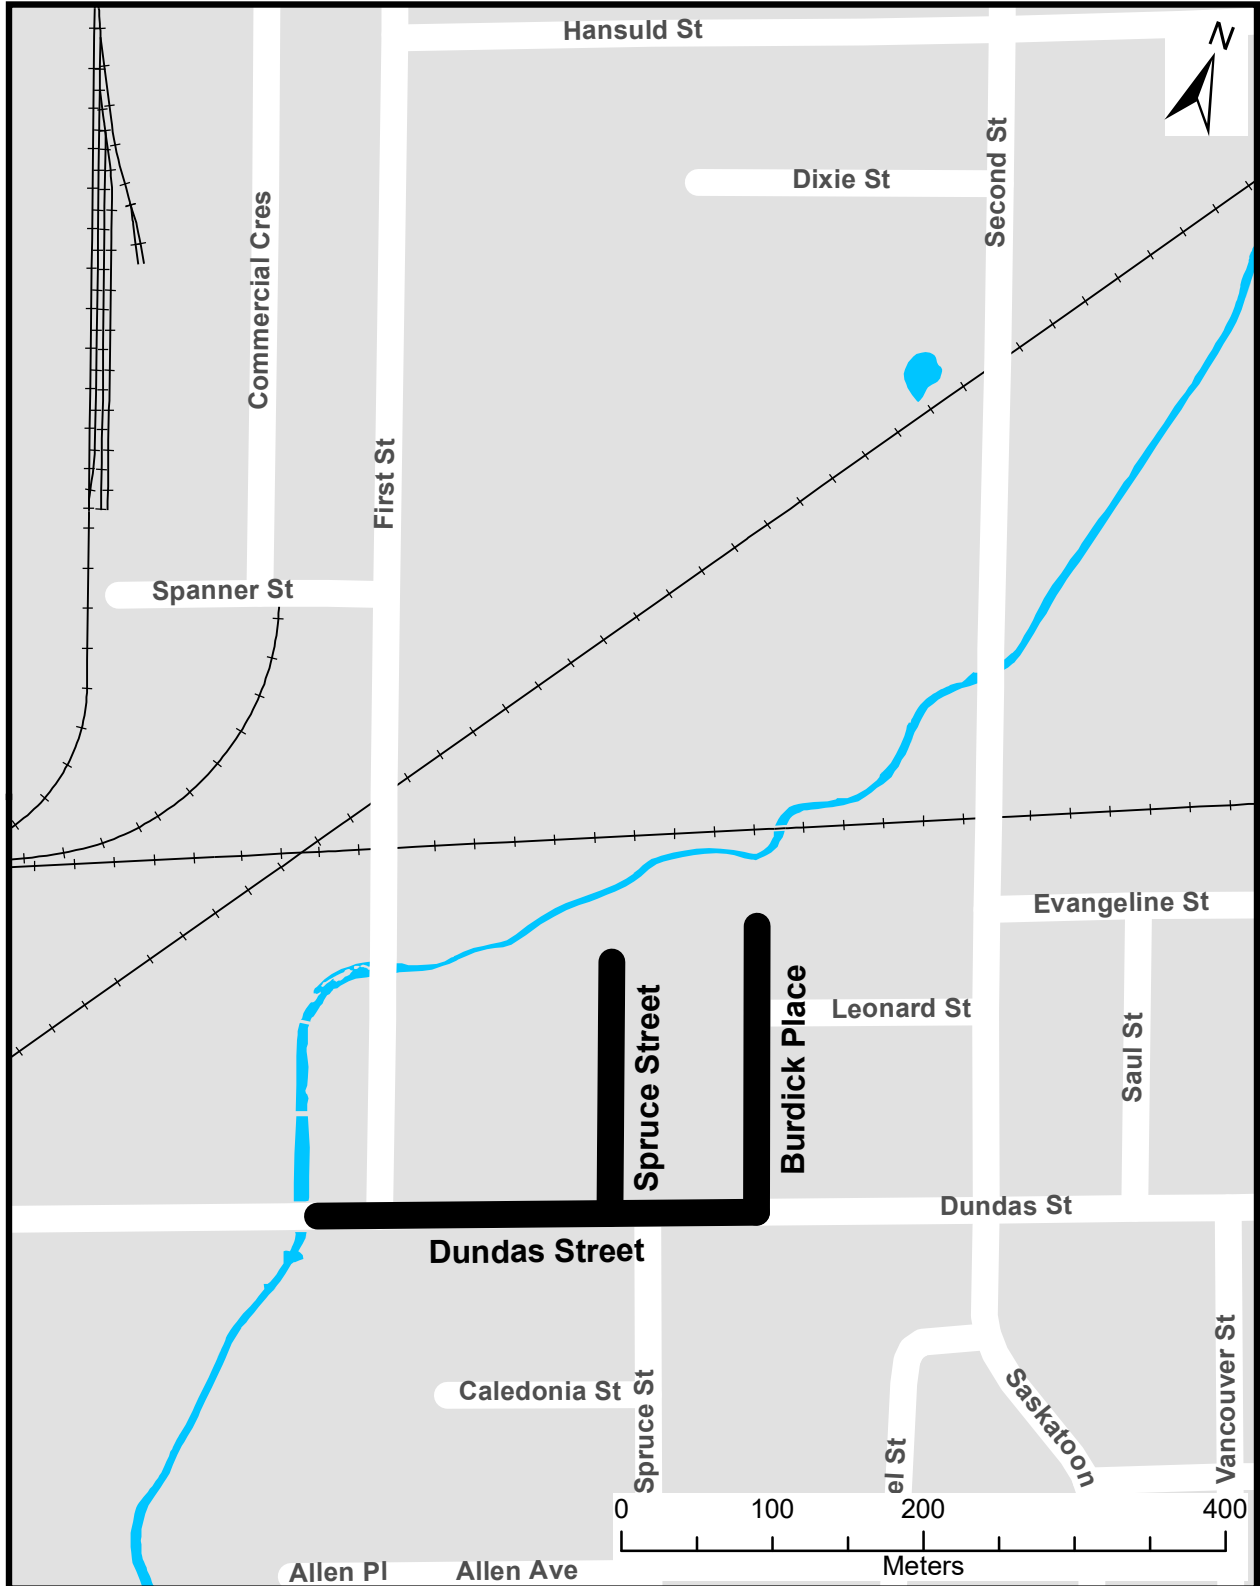 Hansuld St
N
Second St
Dixie St
Commercial Cres
First St
Spanner St
Evangeline St
Burdick Place
Spruce Street
Leonard St
Saul St
Dundas St
Dundas Street
Vancouver St
Saskatoon
Caledonia St
Spruce St
el St
0 100 200 400
Meters
Allen Pl
Allen Ave